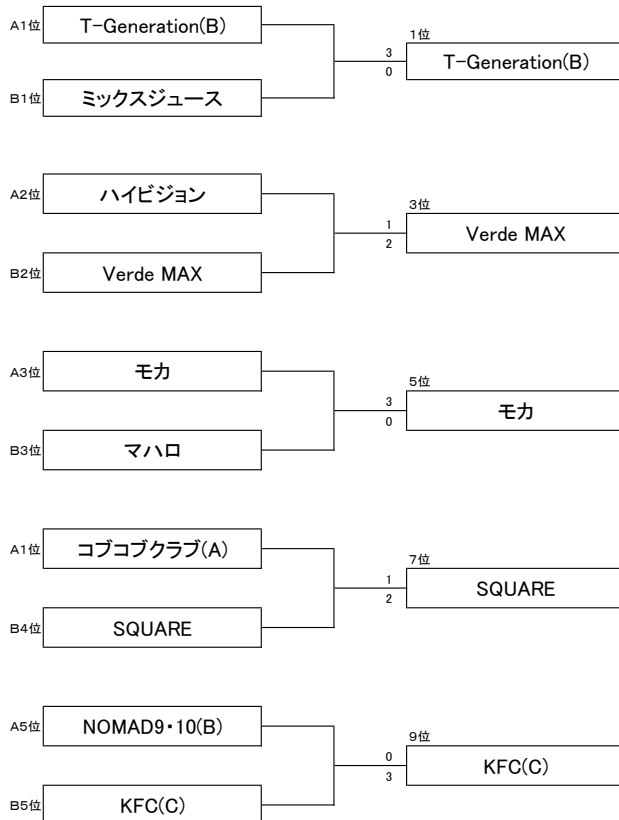 A1位 T-Generation(B)
3
0
1位
T-Generation(B)
B1位 ミックスジュース
A2位 ハイビジョン
1
2
3位
Verde MAX
B2位 Verde MAX
A3位 モカ
3
0
5位
モカ
B3位 マハロ
A1位 コブコブクラブ(A)
1
2
7位
SQUARE
B4位 SQUARE
A5位 NOMAD9・10(B)
0
3
9位
KFC(C)
B5位 KFC(C)